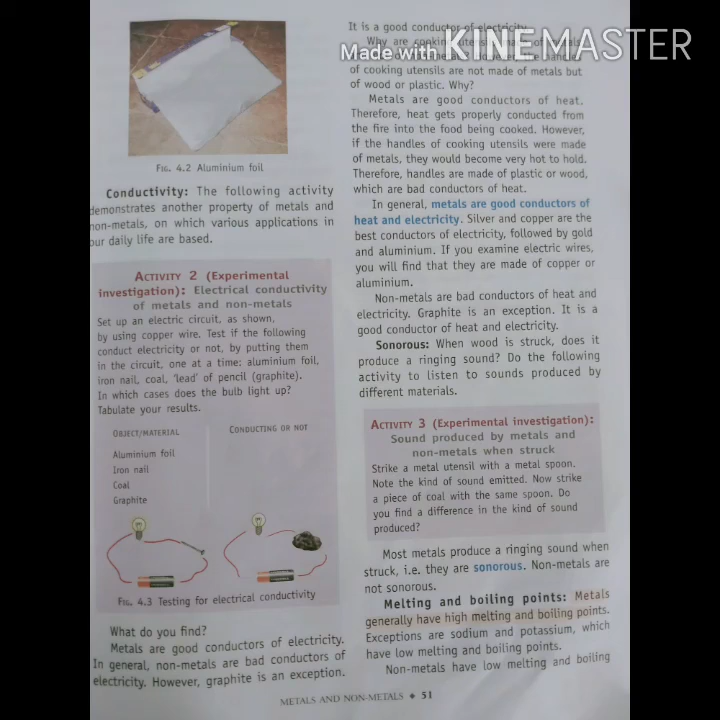 Made with KINEMASTER
FIG. 4.2 Aluminium foil
Conductivity: The following activity
demonstrates another property of metals and
non-metals, on which various applications in
our daily life are based.
ACTIVITY 2 (Experimental
investigation): Electrical conductivity
of metals and non-metals
Set up an electric circuit, as shown,
by using copper wire. Test if the following
conduct electricity or not, by putting them
in the circuit, one at a time: aluminium foil,
iron nail, coal, 'lead' of pencil (graphite).
In which cases does the bulb light up?
Tabulate your results.
OBJECT/MATERIAL CONDUCTING OR NOT
Aluminium foil
Iron nail
Coal
Graphite
FIG. 4.3 Testing for electrical conductivity
What do you find?
Metals are good conductors of electricity.
In general, non-metals are bad conductors of
electricity. However, graphite is an exception.
It is a good conductor of electricity.
Why are cooking utensils made of metals
of cooking utensils are not made of metals but
of wood or plastic. Why?
Metals are good conductors of heat.
Therefore, heat gets properly conducted from
the fire into the food being cooked. However,
if the handles of cooking utensils were made
of metals, they would become very hot to hold.
Therefore, handles are made of plastic or wood,
which are bad conductors of heat.
In general, metals are good conductors of
heat and electricity. Silver and copper are the
best conductors of electricity, followed by gold
and aluminium. If you examine electric wires,
you will find that they are made of copper or
aluminium.
Non-metals are bad conductors of heat and
electricity. Graphite is an exception. It is a
good conductor of heat and electricity.
Sonorous: When wood is struck, does it
produce a ringing sound? Do the following
activity to listen to sounds produced by
different materials.
ACTIVITY 3 (Experimental investigation):
Sound produced by metals and
non-metals when struck
Strike a metal utensil with a metal spoon.
Note the kind of sound emitted. Now strike
a piece of coal with the same spoon. Do
you find a difference in the kind of sound
produced?
Most metals produce a ringing sound when
struck, i.e. they are sonorous. Non-metals are
not sonorous.
Melting and boiling points: Metals
generally have high melting and boiling points.
Exceptions are sodium and potassium, which
have low melting and boiling points.
Non-metals have low melting and boiling
METALS AND NON-METALS ♦ 51